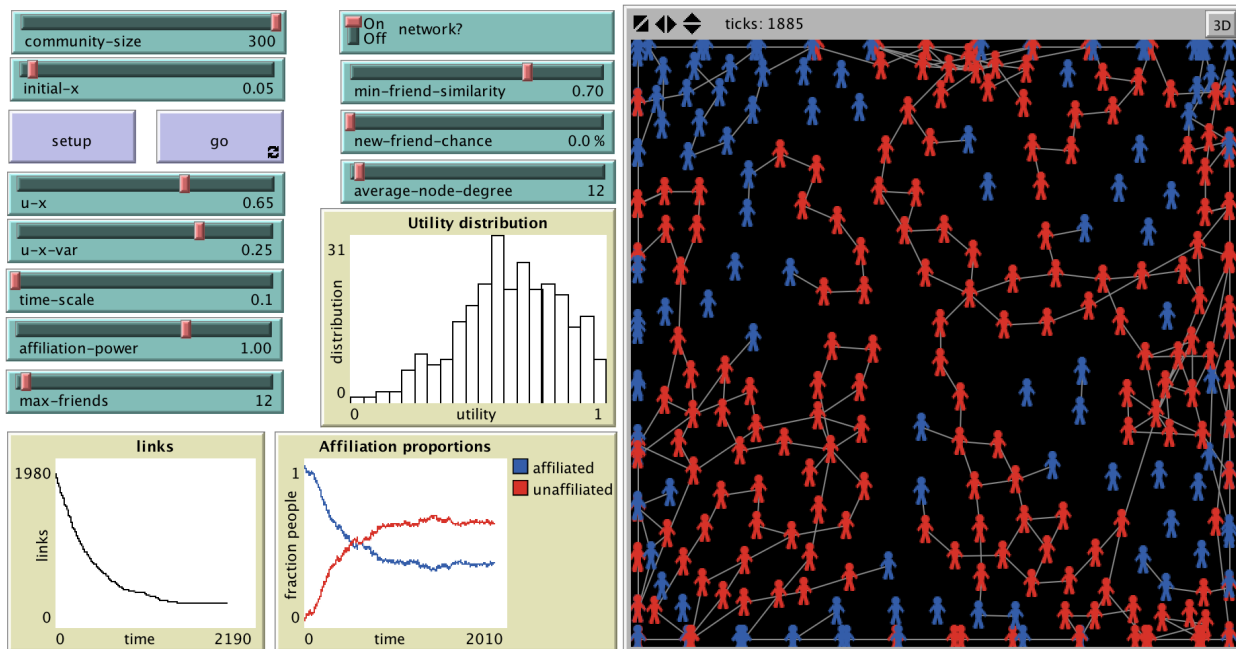 community-size 300
initial-x 0.05
setup
go
u-x 0.65
u-x-var 0.25
time-scale 0.1
affiliation-power 1.00
max-friends 12
On
Off
network?
min-friend-similarity 0.70
new-friend-chance 0.0 %
average-node-degree 12
Utility distribution
31
distribution
0
0 utility 1
links
1980
links
0
0 time 2190
Affiliation proportions
1
fraction people
0
0 time 2010
affiliated
unaffiliated
ticks: 1885
3D